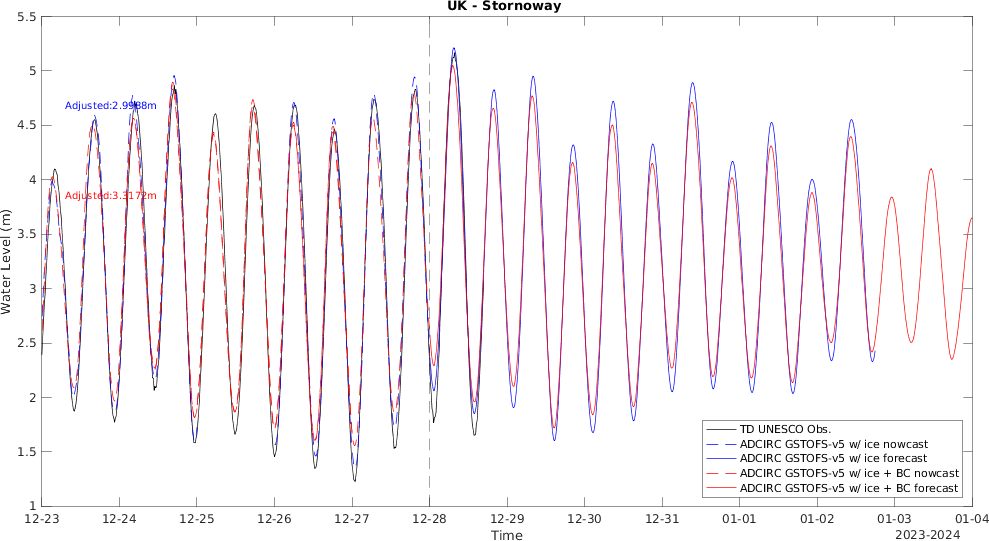 UK - Stornoway
5.5
5
4.5
4
3.5
3
2.5
2
1.5
1
Water Level (m)
Adjusted:2.9988m
Adjusted:3.3172m
TD UNESCO Obs.
ADCIRC GSTOFS-v5 w/ ice nowcast
ADCIRC GSTOFS-v5 w/ ice forecast
ADCIRC GSTOFS-v5 w/ ice + BC nowcast
ADCIRC GSTOFS-v5 w/ ice + BC forecast
12-23 12-24 12-25 12-26 12-27 12-28 12-29 12-30 12-31 01-01 01-02 01-03 01-04
Time
2023-2024